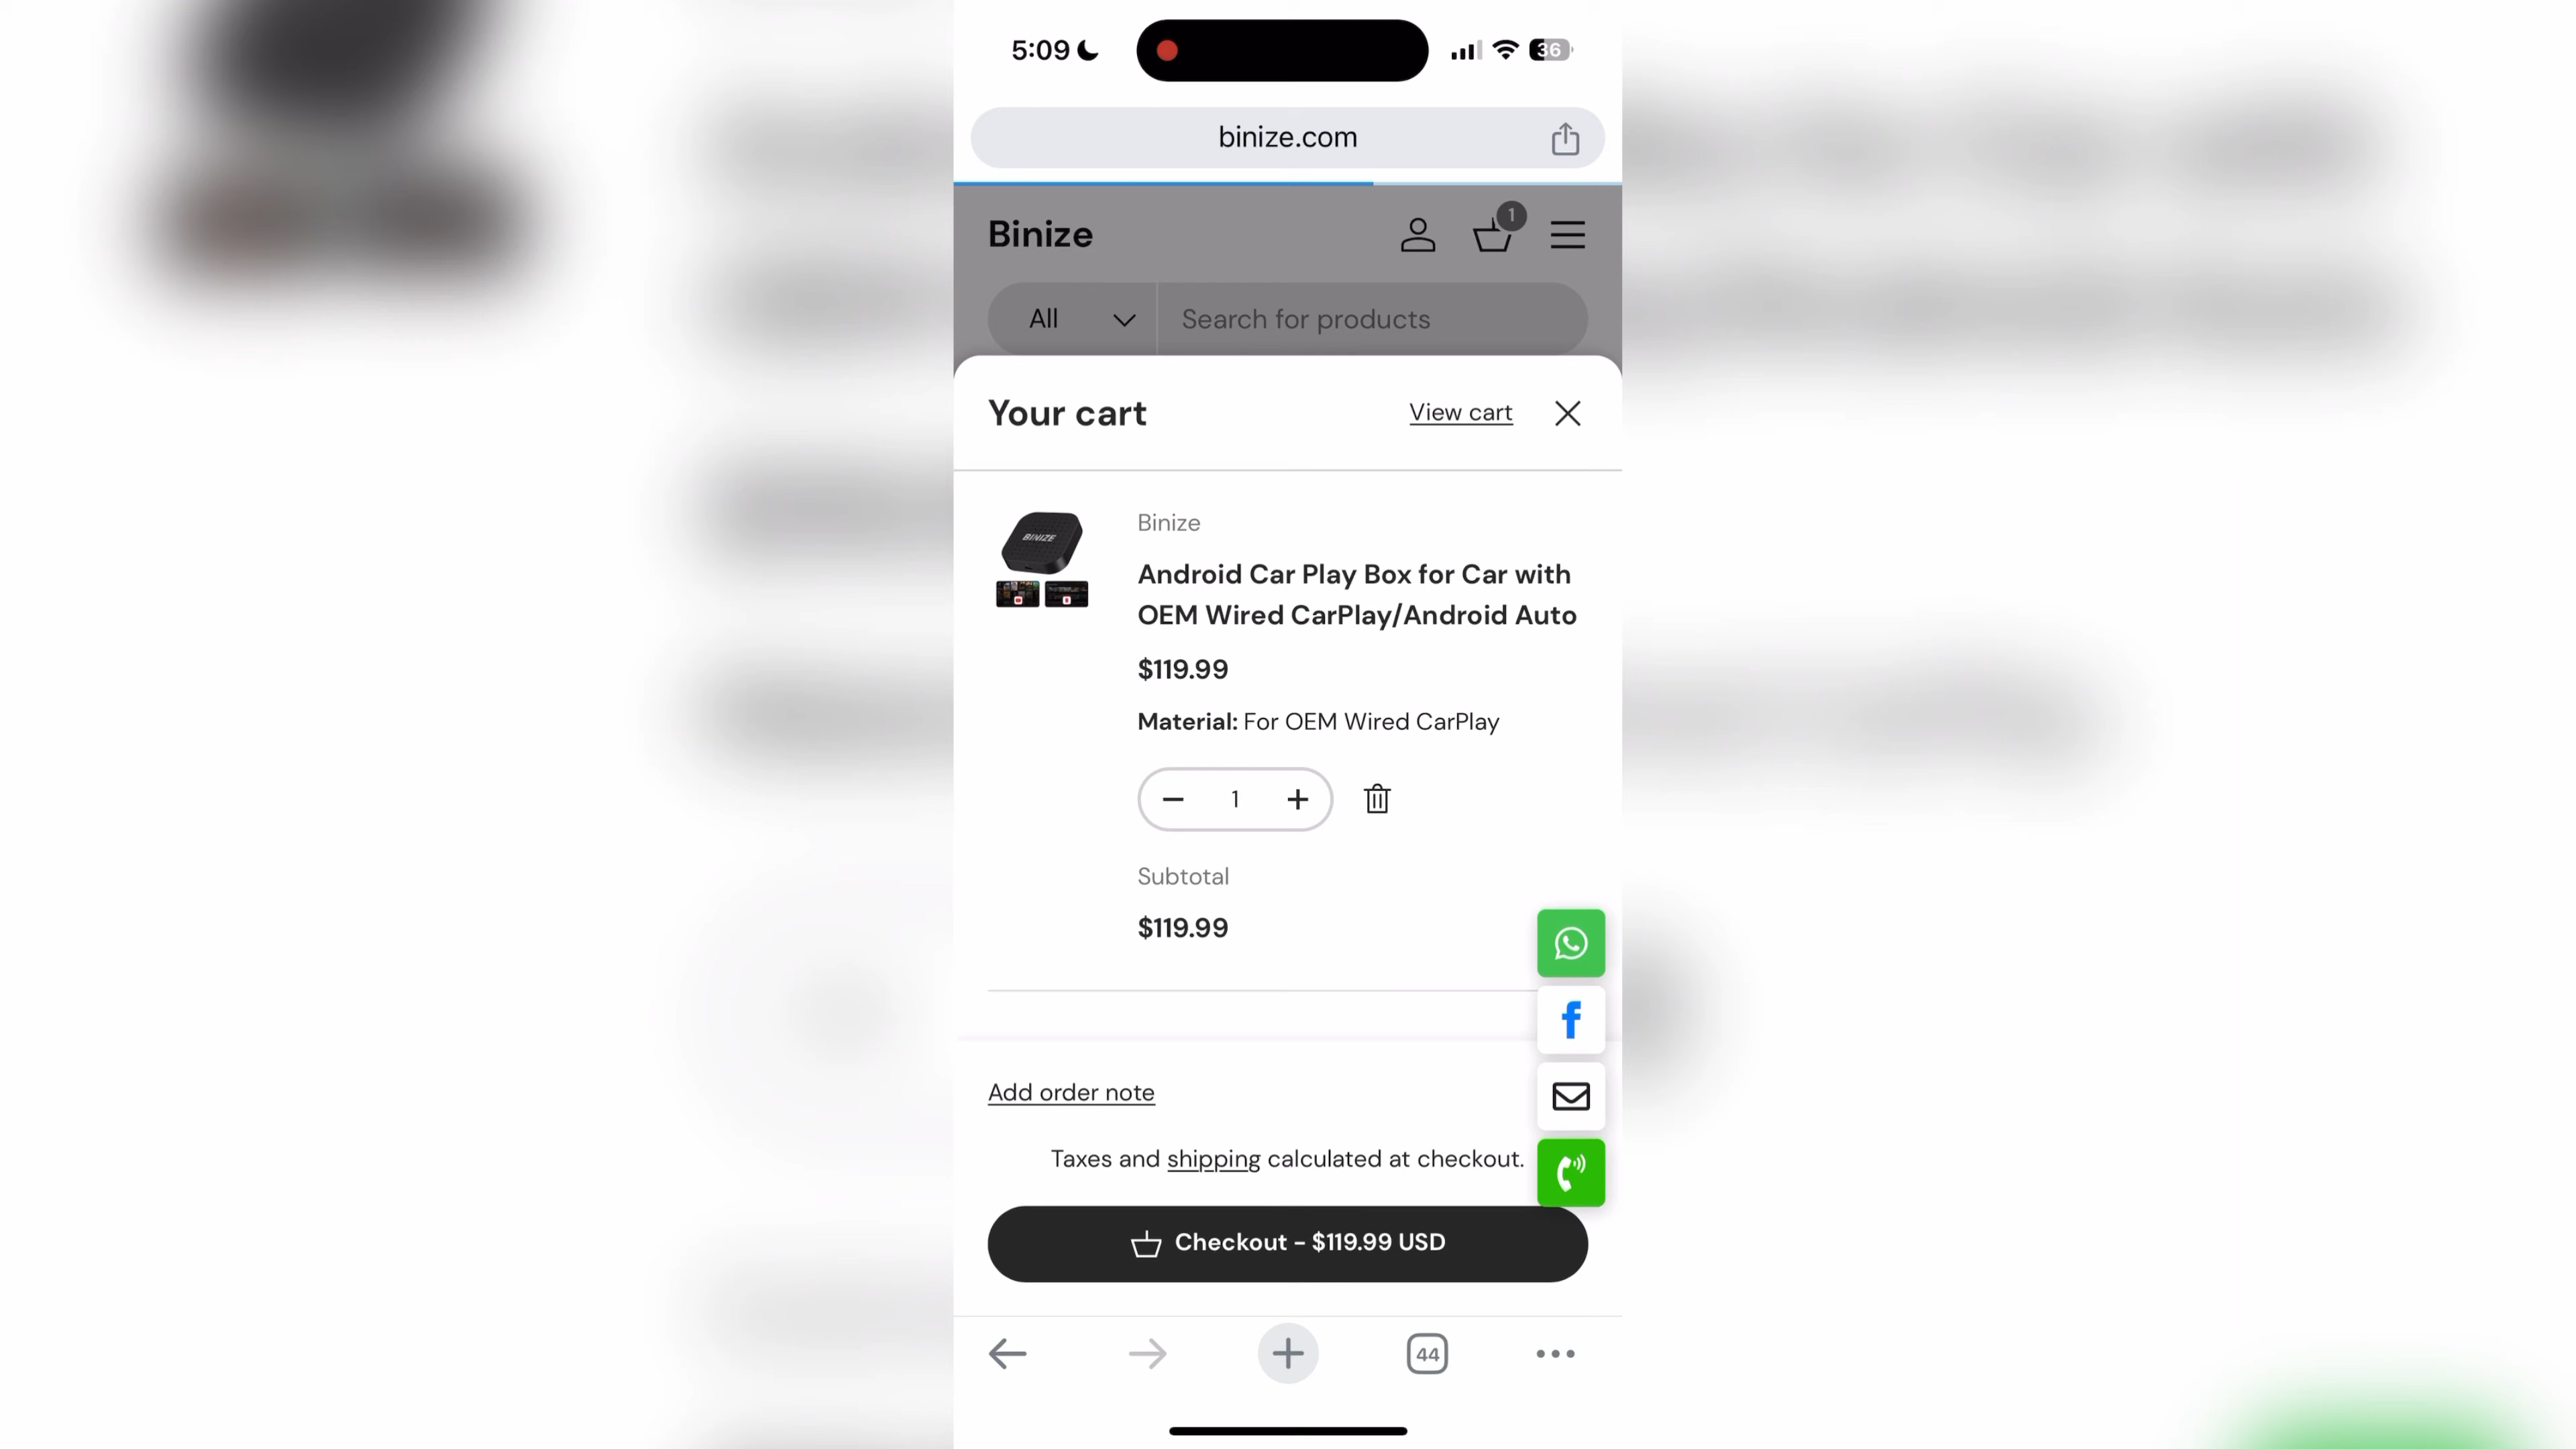 5:09
36
binize.com
Binize
1
All
Search for products
Your cart
View cart
BINIZE
Binize
Android Car Play Box for Car with
OEM Wired CarPlay/Android Auto
$119.99
Material: For OEM Wired CarPlay
1
Subtotal
$119.99
Add order note
Taxes and shipping calculated at checkout.
Checkout - $119.99 USD
44